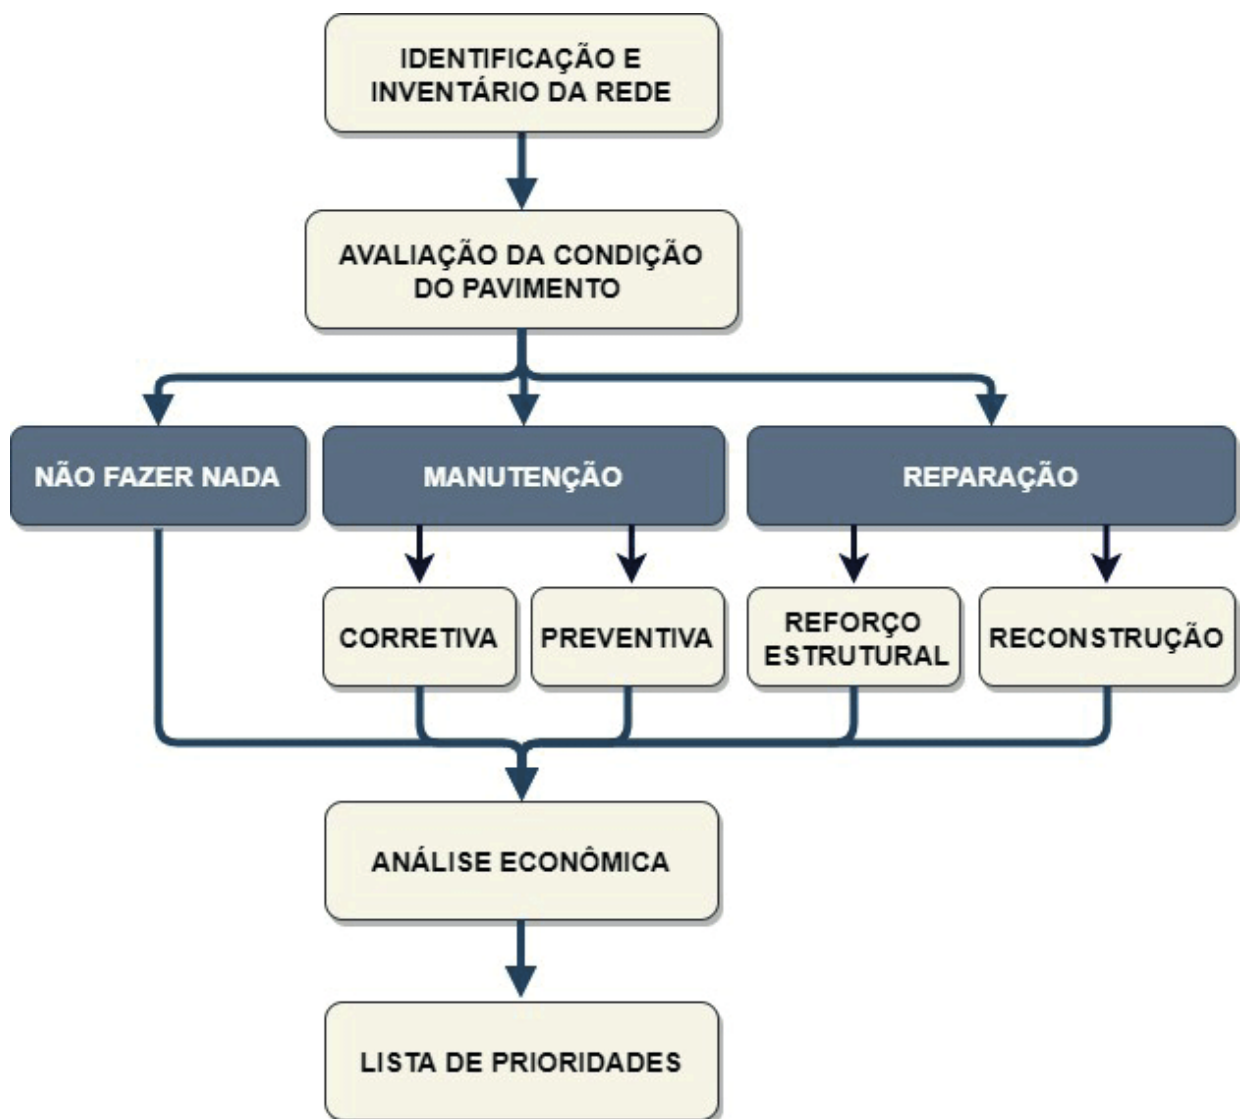 IDENTIFICAÇÃO E
INVENTÁRIO DA REDE
AVALIAÇÃO DA CONDIÇÃO
DO PAVIMENTO
NÃO FAZER NADA
MANUTENÇÃO
REPARAÇÃO
CORRETIVA
PREVENTIVA
REFORÇO
ESTRUTURAL
RECONSTRUÇÃO
ANÁLISE ECONÔMICA
LISTA DE PRIORIDADES